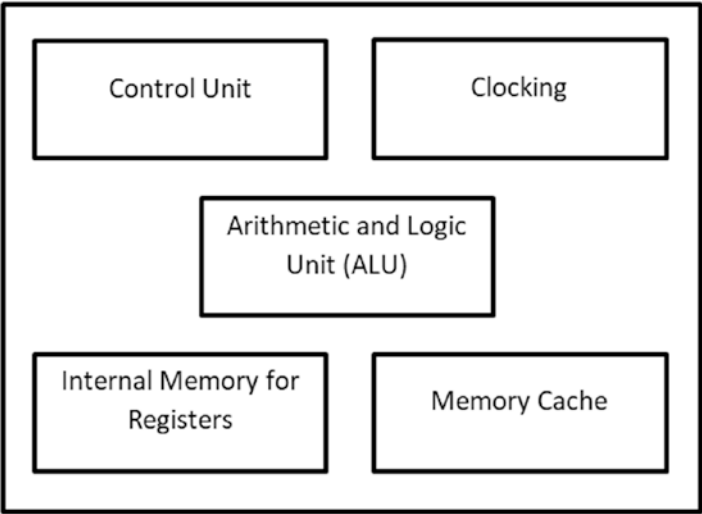 Control Unit
Clocking
Arithmetic and Logic
Unit (ALU)
Internal Memory for
Registers
Memory Cache